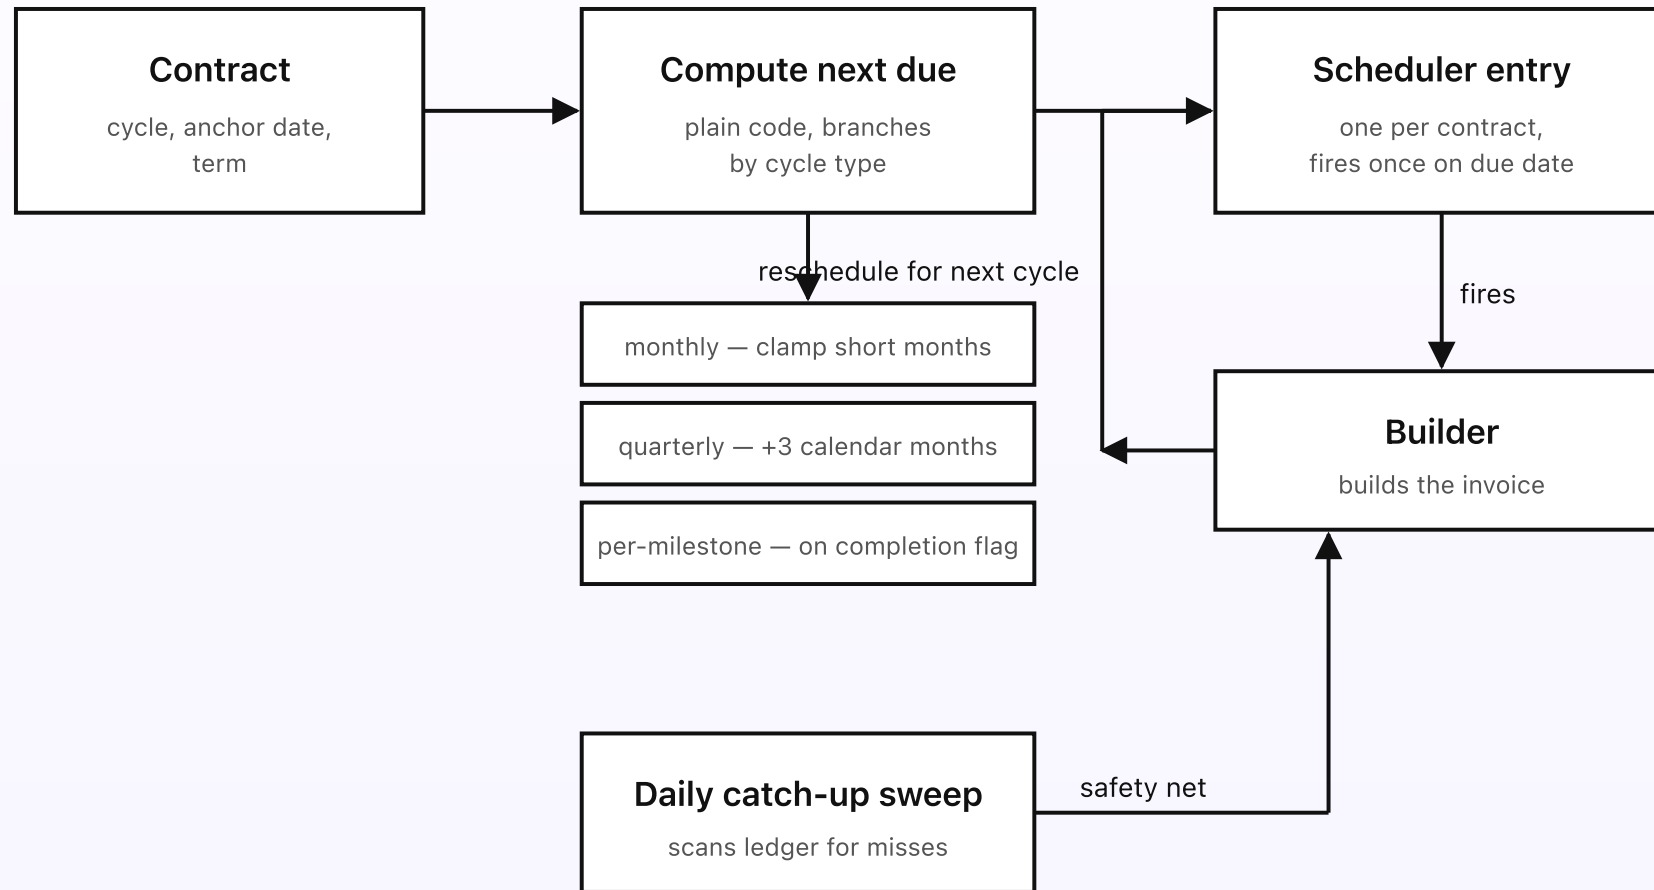 Contract
cycle, anchor date,
term
Compute next due
plain code, branches
by cycle type
Scheduler entry
one per contract,
fires once on due date
reschedule for next cycle
fires
monthly — clamp short months
quarterly — +3 calendar months
per-milestone — on completion flag
Builder
builds the invoice
Daily catch-up sweep
scans ledger for misses
safety net